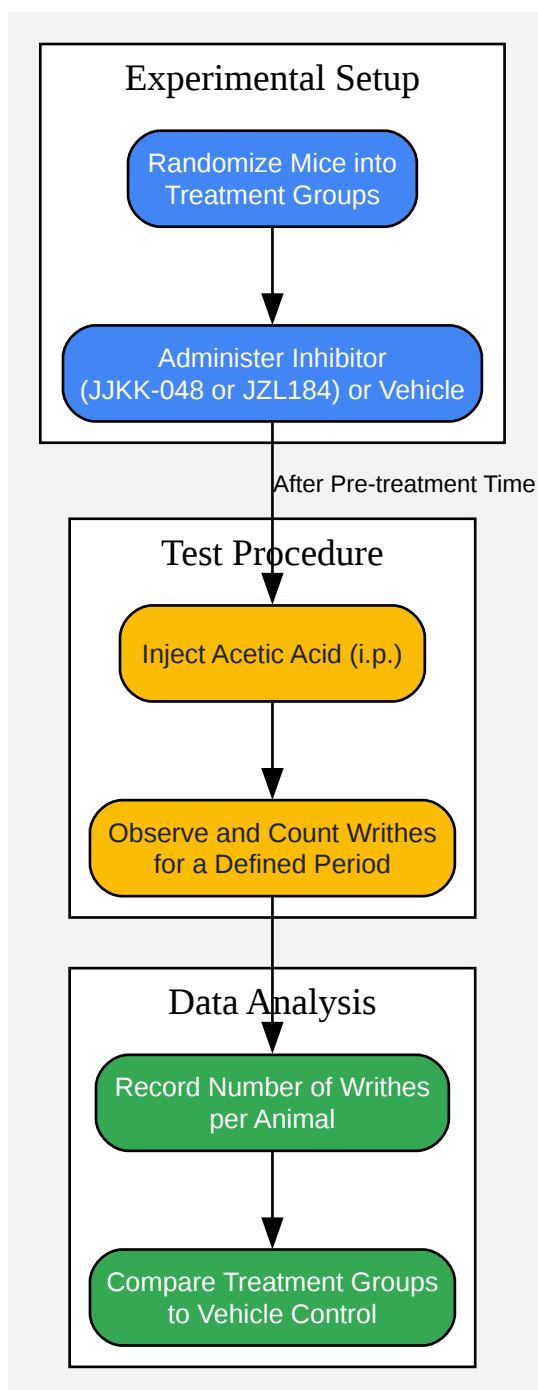 Experimental Setup
Randomize Mice into
Treatment Groups
Administer Inhibitor
(JJKK-048 or JZL184) or Vehicle
After Pre-treatment Time
Test Procedure
Inject Acetic Acid (i.p.)
Observe and Count Writhes
for a Defined Period
Data Analysis
Record Number of Writhes
per Animal
Compare Treatment Groups
to Vehicle Control